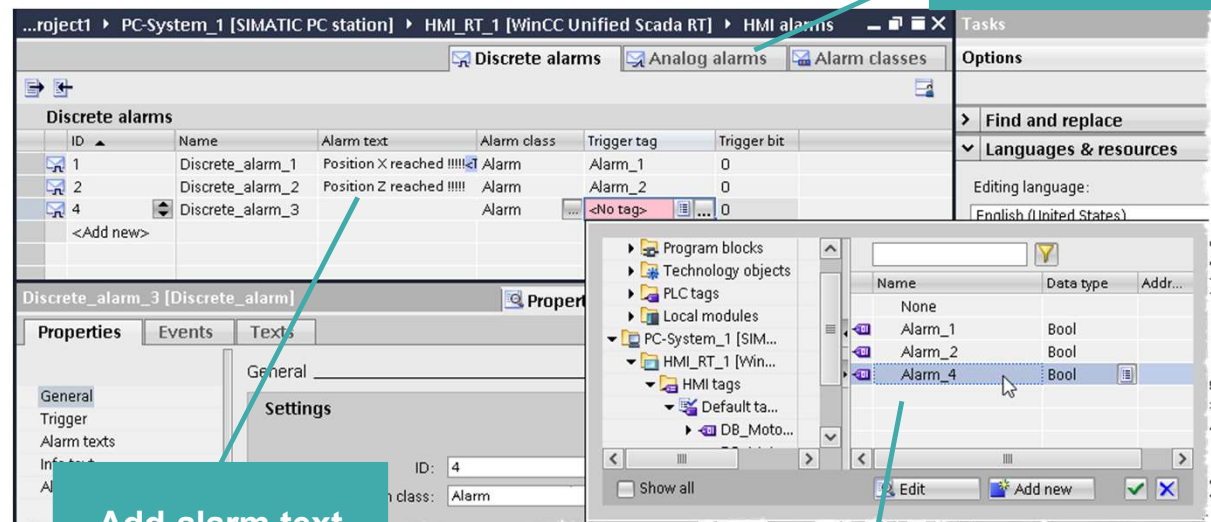 ...roject1 ▸ PC-System_1 [SIMATIC PC station] ▸ HMI_RT_1 [WinCC Unified Scada RT] ▸ HMI alarms
Tasks
Discrete alarms Analog alarms Alarm classes
Options
Discrete alarms
Find and replace
ID Name Alarm text Alarm class Trigger tag Trigger bit
Languages & resources
1 Discrete_alarm_1 Position X reached !!!!! Alarm Alarm_1 0
2 Discrete_alarm_2 Position Z reached !!!!! Alarm Alarm_2 0
Editing language:
4 Discrete_alarm_3 Alarm ... <No tag> ... 0
English (United States)
<Add new>
Program blocks
Technology objects
PLC tags
Local modules
PC-System_1 [SIM...
HMI_RT_1 [Win...
HMI tags
Default ta...
DB_Moto...
Name Data type Addr...
None
Alarm_1 Bool
Alarm_2 Bool
Alarm_4 Bool
Show all
Edit Add new
Discrete_alarm_3 [Discrete_alarm]
Properties Events Texts
General
General
Settings
Trigger
Alarm texts
ID: 4
class: Alarm
Add alarm text